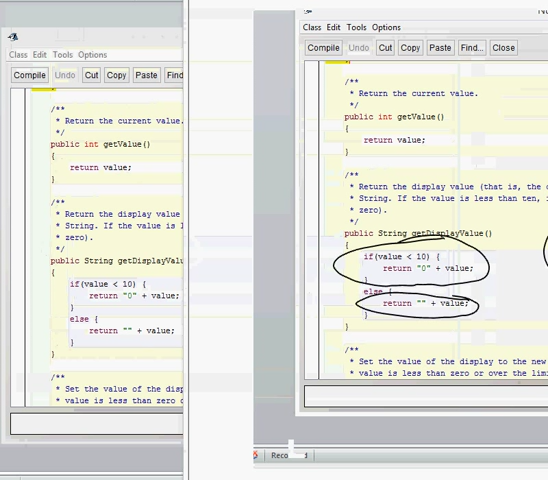 Class Edit Tools Options
Compile Undo Cut Copy Paste Find
/**
* Return the current value.
*/
public int getValue()
{
return value;
}
/**
* Return the display value
* String. If the value is
* zero).
*/
public String getDisplayValu
{
if(value < 10) {
return "0" + value;
}
else {
return "" + value;
}
}
/**
* Set the value of the disp
* value is less than zero
Class Edit Tools Options
Compile Undo Cut Copy Paste Find... Close
/**
* Return the current value.
*/
public int getValue()
{
return value;
}
/**
* Return the display value (that is, the
* String. If the value is less than ten,
* zero).
*/
public String getDisplayValue()
{
if(value < 10) {
return "0" + value;
}
else {
return "" + value;
}
}
/**
* Set the value of the display to the new
* value is less than zero or over the limi